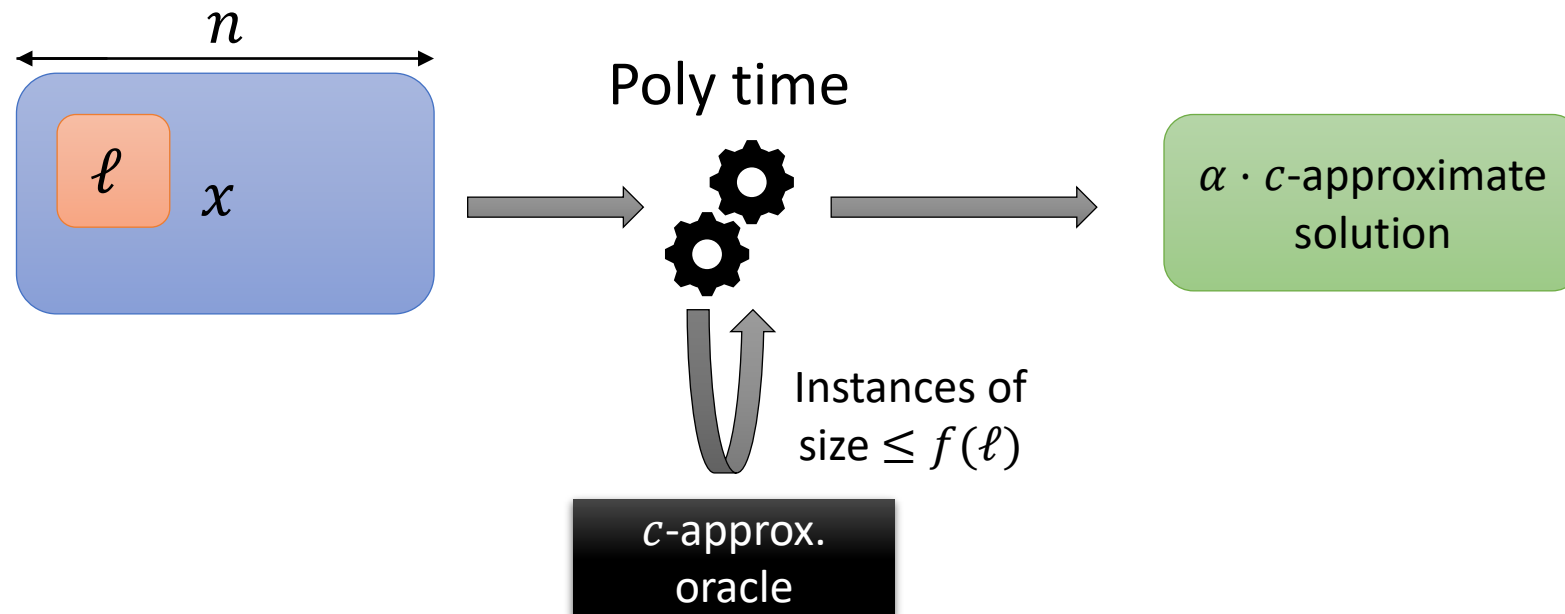 n
ℓ
x
Poly time
α · c-approximate
solution
Instances of
size ≤ f(ℓ)
c-approx.
oracle